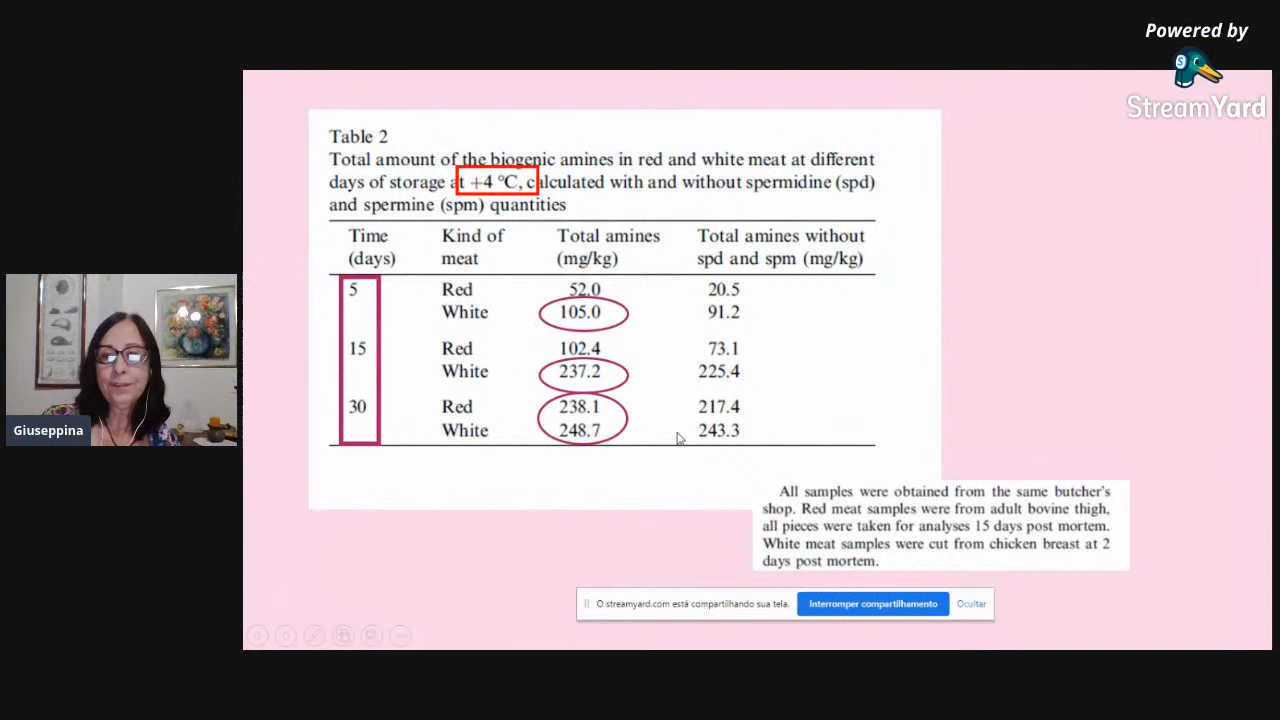 Powered by
StreamYard
Table 2
Total amount of the biogenic amines in red and white meat at different
days of storage at +4 °C, calculated with and without spermidine (spd)
and spermine (spm) quantities
Time Kind of Total amines Total amines without
(days) meat (mg/kg) spd and spm (mg/kg)
5 Red 52.0 20.5
White 105.0 91.2
15 Red 102.4 73.1
White 237.2 225.4
30 Red 238.1 217.4
White 248.7 243.3
Giuseppina
All samples were obtained from the same butcher's
shop. Red meat samples were from adult bovine thigh,
all pieces were taken for analyses 15 days post mortem.
White meat samples were cut from chicken breast at 2
days post mortem.
O streamyard.com está compartilhando sua tela. Interromper compartilhamento Ocultar